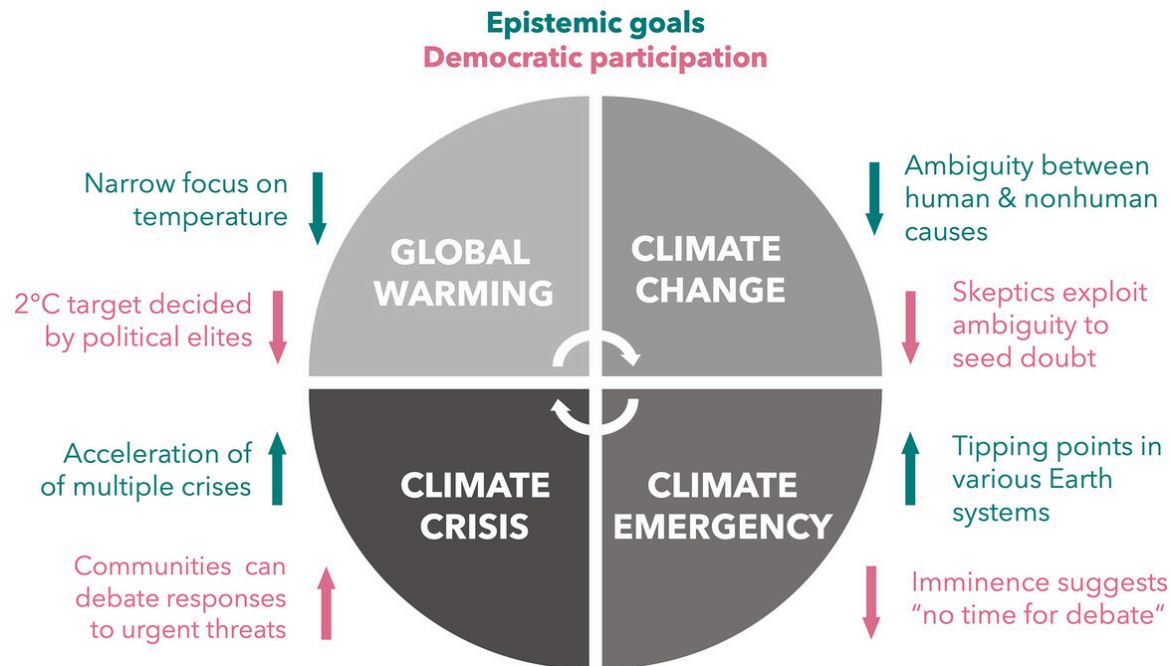 Epistemic goals
Democratic participation
Narrow focus on
temperature
2°C target decided
by political elites
GLOBAL
WARMING
CLIMATE
CHANGE
Ambiguity between
human & nonhuman
causes
Skeptics exploit
ambiguity to
seed doubt
Acceleration of
of multiple crises
Communities can
debate responses
to urgent threats
CLIMATE
CRISIS
CLIMATE
EMERGENCY
Tipping points in
various Earth
systems
Imminence suggests
“no time for debate“